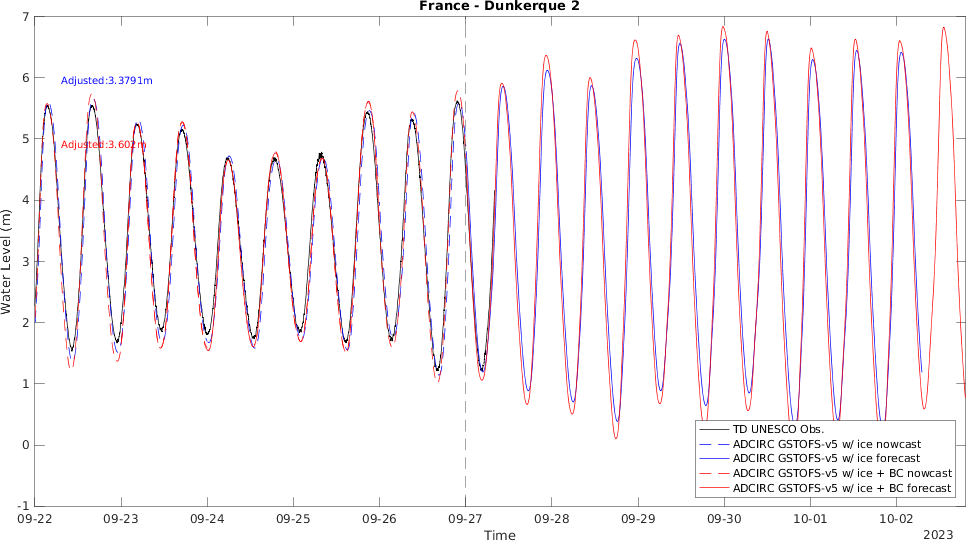 France - Dunkerque 2
7
6
5
4
3
2
1
0
-1
Water Level (m)
Adjusted:3.3791m
Adjusted:3.602m
TD UNESCO Obs.
ADCIRC GSTOFS-v5 w/ ice nowcast
ADCIRC GSTOFS-v5 w/ ice forecast
ADCIRC GSTOFS-v5 w/ ice + BC nowcast
ADCIRC GSTOFS-v5 w/ ice + BC forecast
09-22 09-23 09-24 09-25 09-26 09-27 09-28 09-29 09-30 10-01 10-02
Time
2023